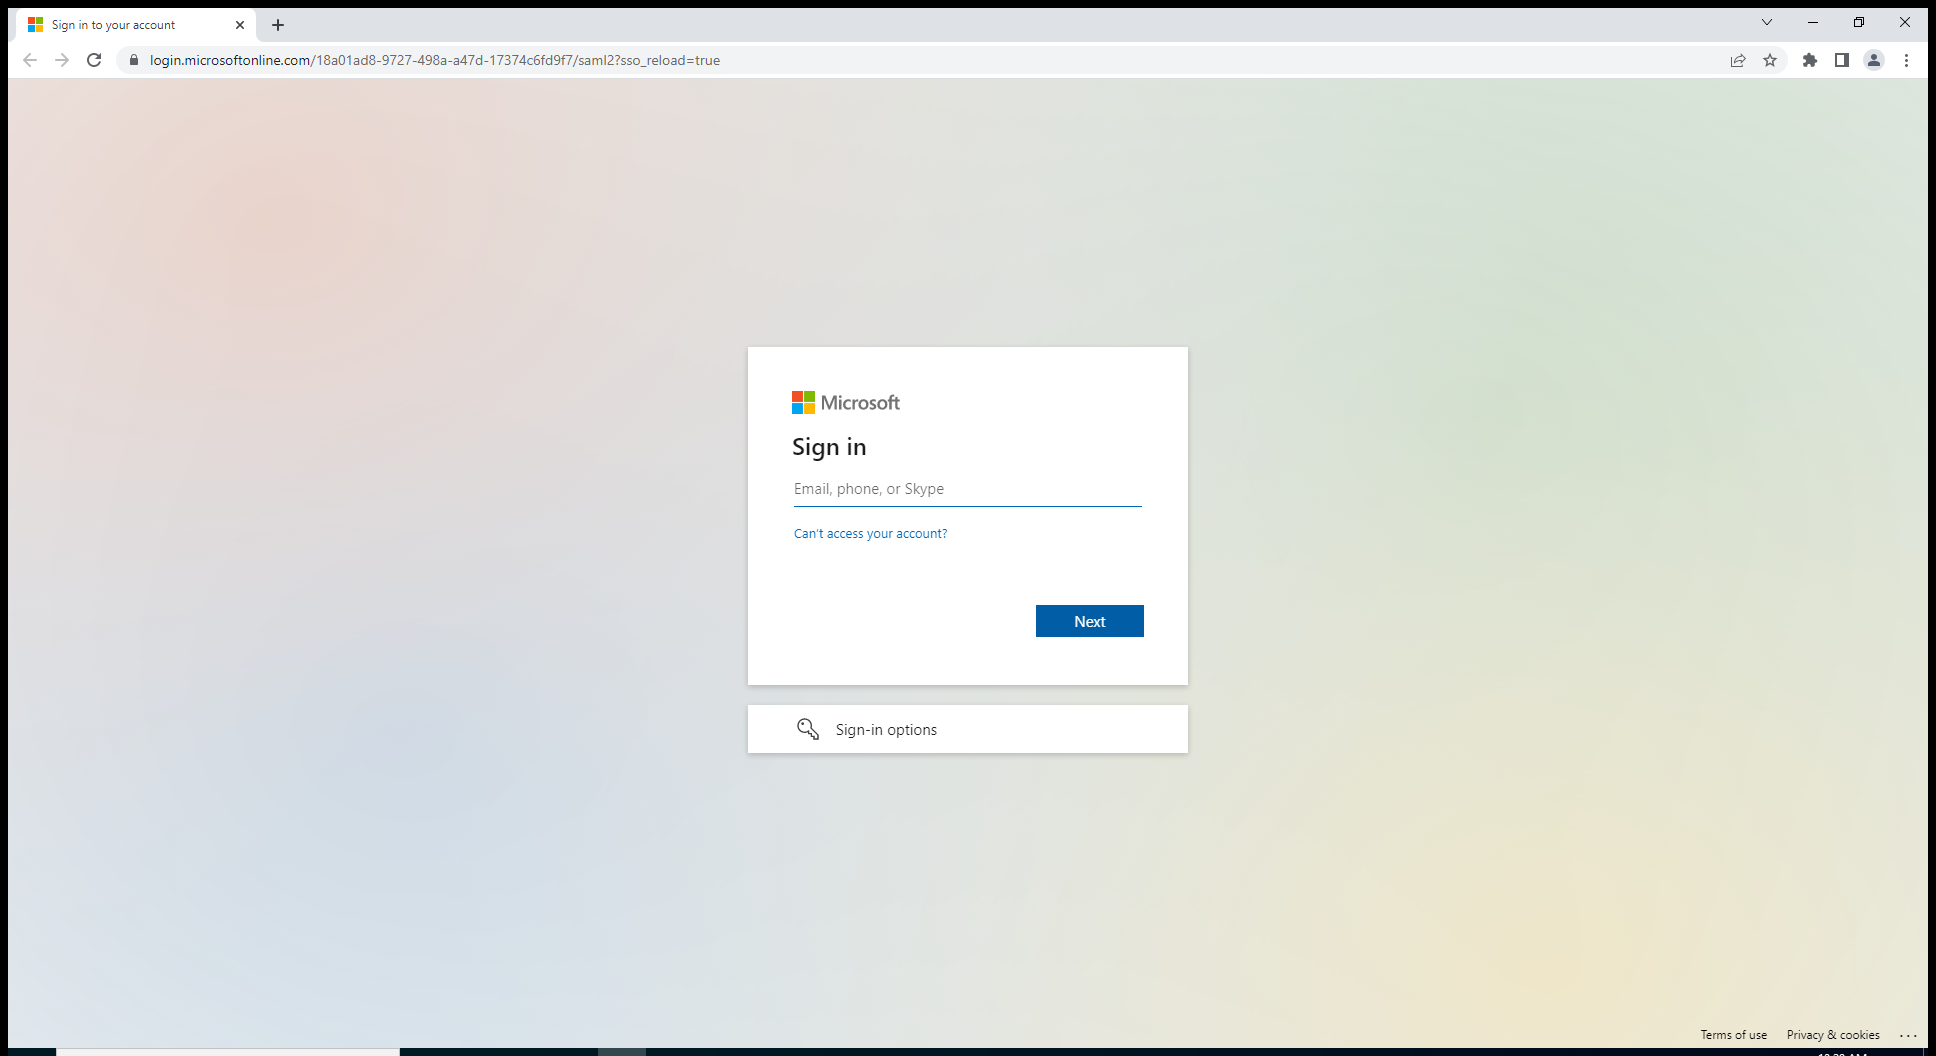 Sign in to your account
login.microsoftonline.com/18a01ad8-9727-498a-a47d-17374c6fd9f7/saml2?sso_reload=true
Microsoft
Sign in
Email, phone, or Skype
Can't access your account?
Next
Sign-in options
Terms of use Privacy & cookies ...